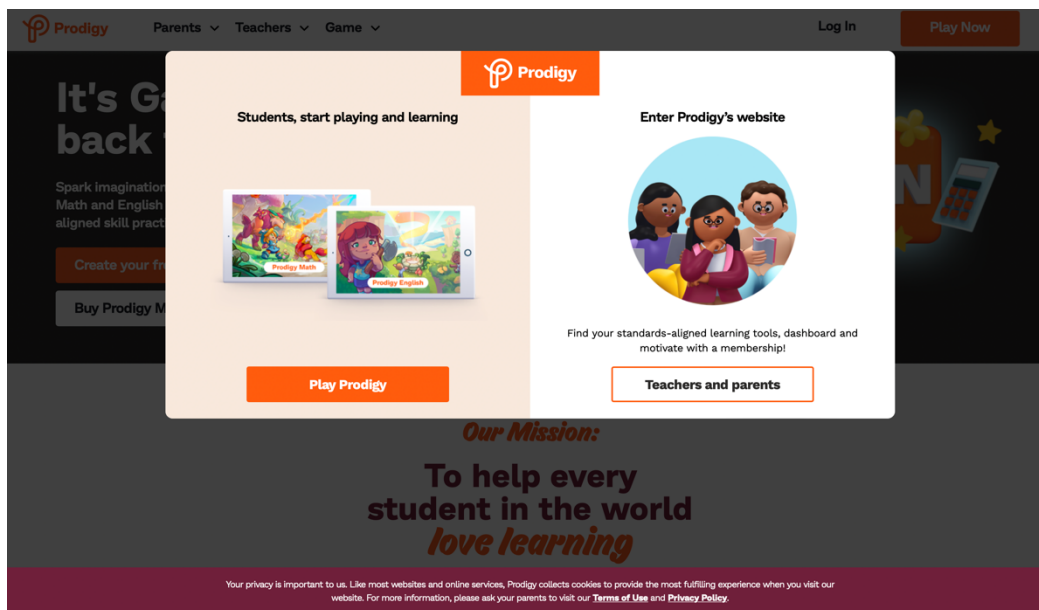 Prodigy
Parents
Teachers
Game
Log In
Play Now
It's G
back
Spark imagination
Math and English
aligned skill pract
Create your fr
Buy Prodigy M
Prodigy
Students, start playing and learning
Prodigy Math
Prodigy English
Play Prodigy
Enter Prodigy's website
Find your standards-aligned learning tools, dashboard and
motivate with a membership!
Teachers and parents
N
Our Mission:
To help every
student in the world
love learning
Your privacy is important to us. Like most websites and online services, Prodigy collects cookies to provide the most fulfilling experience when you visit our
website. For more information, please ask your parents to visit our Terms of Use and Privacy Policy.